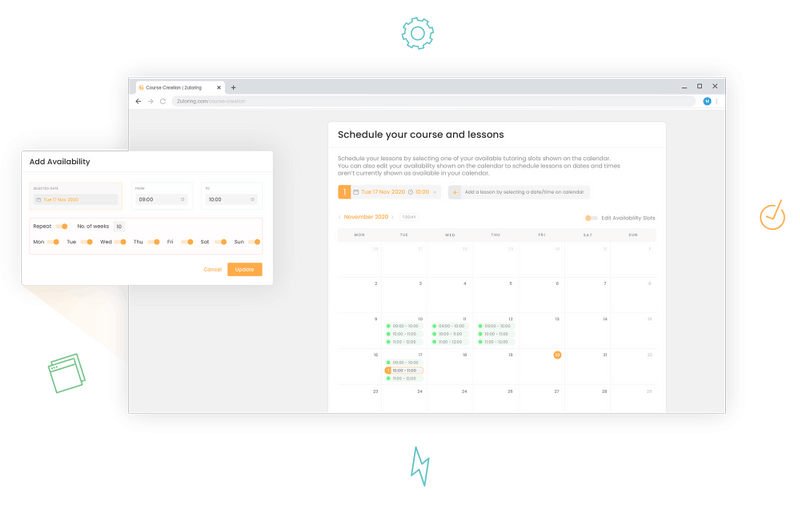 Course Creation | 2utoring
2utoring.com/course-creation
M
Add Availability
SELECTED DATE
FROM
TO
Tue 17 Nov 2020
09:00
10:00
Repeat
No. of weeks
10
Mon
Tue
Wed
Thu
Fri
Sat
Sun
Cancel
Update
Schedule your course and lessons
Schedule your lessons by selecting one of your available tutoring slots shown on the calendar.
You can also edit your availability shown on the calendar to schedule lessons on dates and times
aren't currently shown as available in your calendar.
1
Tue 17 Nov 2020
10:00
+ Add a lesson by selecting a date/time on calendar
November 2020
TODAY
Edit Availability Slots
MON TUE WED THU FRI SAT SUN
2 3 4 5 6 7 8
9 10 11 12 13 14 15
09:00 - 10:00 09:00 - 10:00 09:00 - 10:00
10:00 - 11:00 10:00 - 11:00 10:00 - 11:00
11:00 - 12:00 11:00 - 12:00 11:00 - 12:00
16 17 18 19 20 21 22
09:00 - 10:00
1 10:00 - 11:00
11:00 - 12:00
23 24 25 26 27 28 29